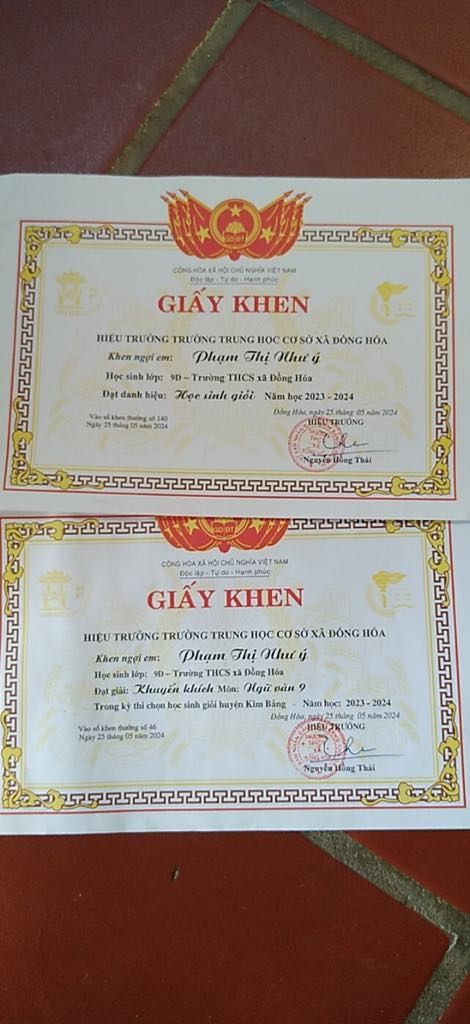 GD ĐT
CỘNG HÒA XÃ HỘI CHỦ NGHĨA VIỆT NAM
Độc lập - Tự do - Hạnh phúc
GIẤY KHEN
HIỆU TRƯỞNG TRƯỜNG TRUNG HỌC CƠ SỞ XÃ ĐỒNG HÓA
Khen ngợi em: Phạm Thị Như ý
Học sinh lớp: 9D – Trường THCS xã Đồng Hóa
Đạt danh hiệu: Học sinh giỏi - Năm học 2023 - 2024
Đồng Hóa, ngày 25 tháng 05 năm 2024
Vào sổ khen thưởng số 140
Ngày 25 tháng 05 năm 2024
HIỆU TRƯỞNG
Nguyễn Hồng Thái
GD ĐT
CỘNG HÒA XÃ HỘI CHỦ NGHĨA VIỆT NAM
Độc lập - Tự do - Hạnh phúc
GIẤY KHEN
HIỆU TRƯỞNG TRƯỜNG TRUNG HỌC CƠ SỞ XÃ ĐỒNG HÓA
Khen ngợi em: Phạm Thị Như ý
Học sinh lớp: 9D – Trường THCS xã Đồng Hóa
Đạt giải: Khuyến khích Môn: Ngữ văn 9
Trong kỳ thi chọn học sinh giỏi huyện Kim Bảng - Năm học: 2023 - 2024
Đồng Hóa, ngày 25 tháng 05 năm 2024
Vào sổ khen thưởng số 46
Ngày 25 tháng 05 năm 2024
HIỆU TRƯỞNG
Nguyễn Hồng Thái